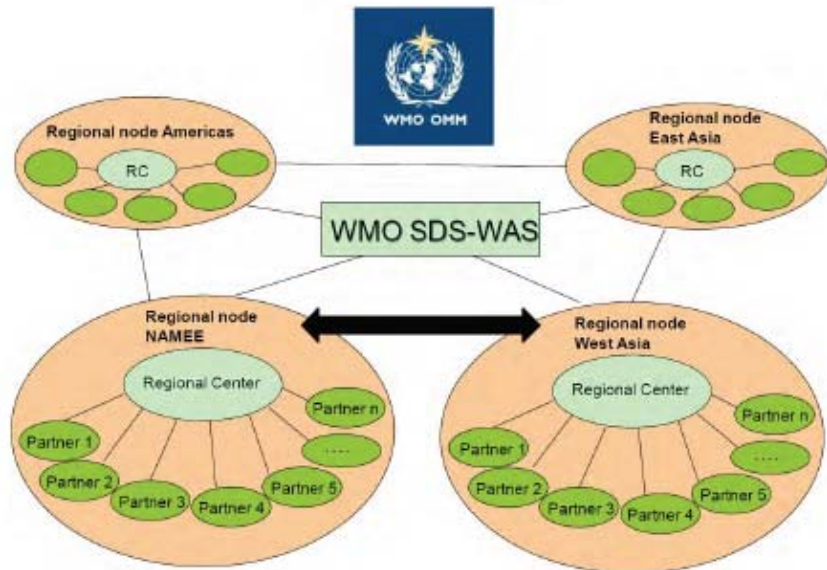 WMO OMM
Regional node Americas
RC
Regional node
East Asia
RC
WMO SDS-WAS
Regional node
NAMEE
Regional Center
Partner 1
Partner 2
Partner 3
Partner 4
Partner 5
....
Partner n
Regional node
West Asia
Regional Center
Partner 1
Partner 2
Partner 3
Partner 4
Partner 5
....
Partner n